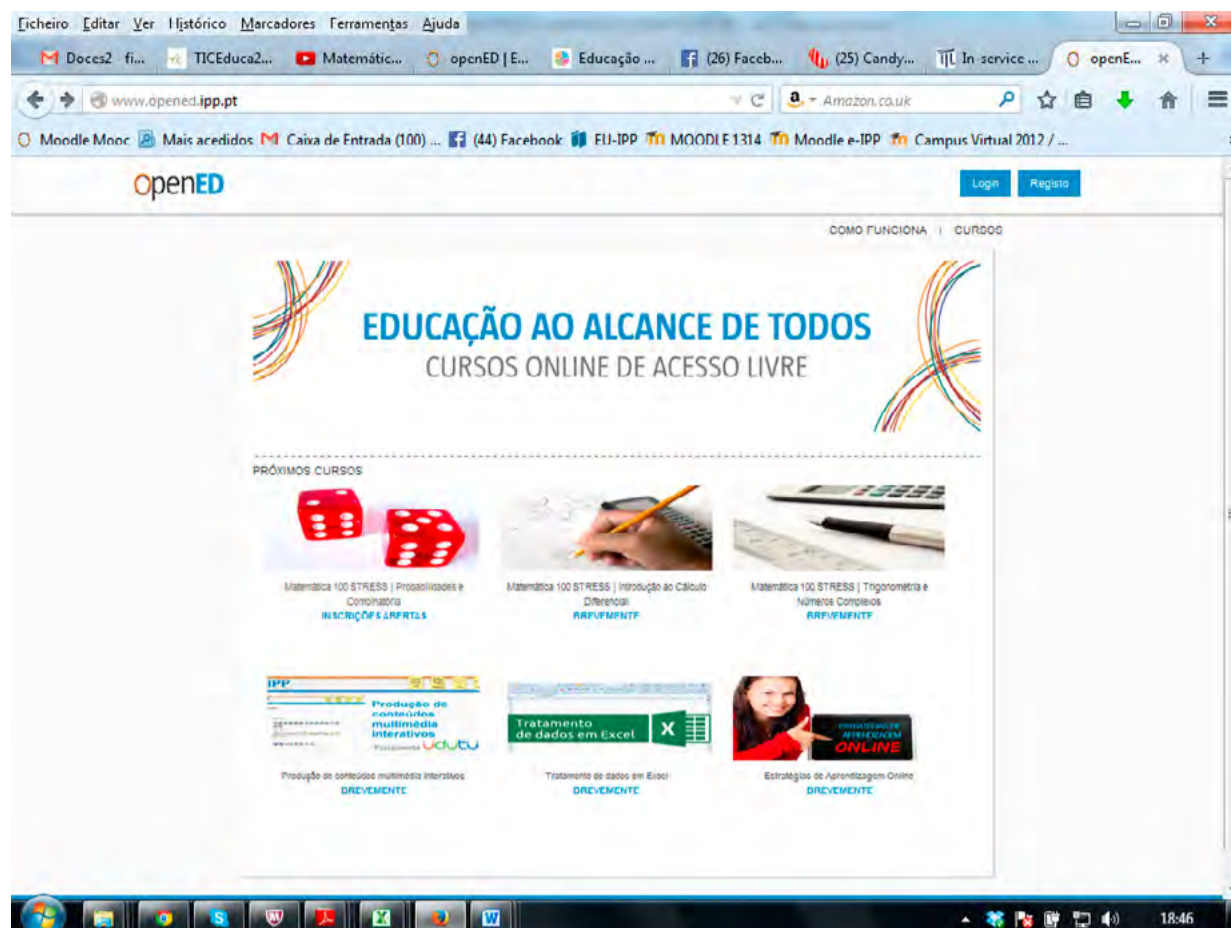 Ficheiro Editar Ver Histórico Marcadores Ferramentas Ajuda
Doces2 fi... TICEduca2... Matemátic... openED | E... Educação ... (26) Faceb... (25) Candy... In-service ... openE...
www.opened.ipp.pt Amazon.co.uk
Moodle Mooc Mais acedidos Caixa de Entrada (100) ... (44) Facebook EU-IPP MOODLE 1314 Moodle e-IPP Campus Virtual 2012 / ...
OpenED Login Registo
COMO FUNCIONA | CURSOS
EDUCAÇÃO AO ALCANCE DE TODOS
CURSOS ONLINE DE ACESSO LIVRE
PRÓXIMOS CURSOS
Matemática 100 STRESS | Probabilidades e
Combinatória
INSCRIÇÕES ABERTAS
Matemática 100 STRESS | Introdução ao Cálculo
Diferencial
BREVEMENTE
Matemática 100 STRESS | Trigonometria e
Números Complexos
BREVEMENTE
IPP
Produção de
conteúdos
multimédia
interativos
udutu
Produção de conteúdos multimédia interativos
BREVEMENTE
Tratamento
de dados em Excel
Tratamento de dados em Excel
BREVEMENTE
ESTRATÉGIAS DE
APRENDIZAGEM
ONLINE
Estratégias de Aprendizagem Online
BREVEMENTE
18:46